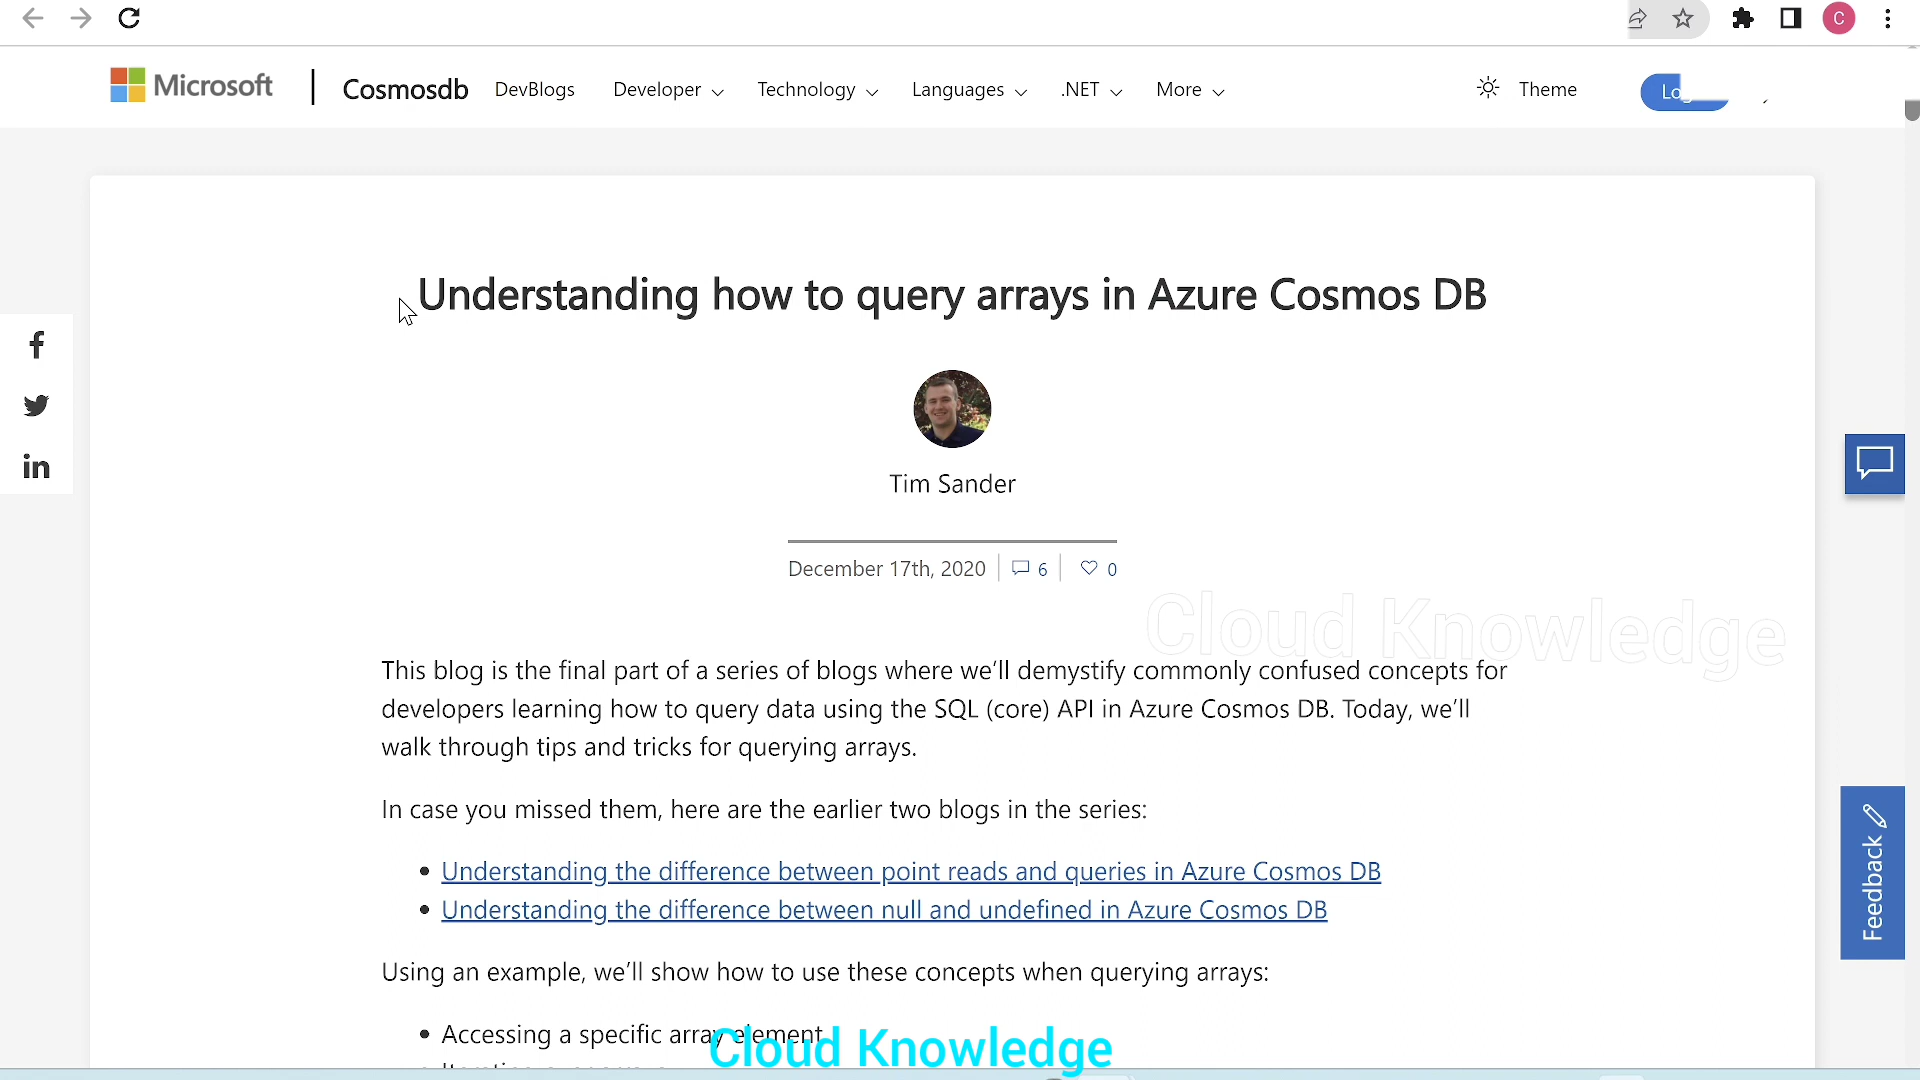 C
Microsoft
Cosmosdb DevBlogs Developer Technology Languages .NET More Theme
Understanding how to query arrays in Azure Cosmos DB
Tim Sander
December 17th, 2020 6 0
Cloud Knowledge
This blog is the final part of a series of blogs where we’ll demystify commonly confused concepts for
developers learning how to query data using the SQL (core) API in Azure Cosmos DB. Today, we’ll
walk through tips and tricks for querying arrays.
In case you missed them, here are the earlier two blogs in the series:
• Understanding the difference between point reads and queries in Azure Cosmos DB
• Understanding the difference between null and undefined in Azure Cosmos DB
Feedback
Using an example, we’ll show how to use these concepts when querying arrays:
• Accessing a specific array element
Cloud Knowledge